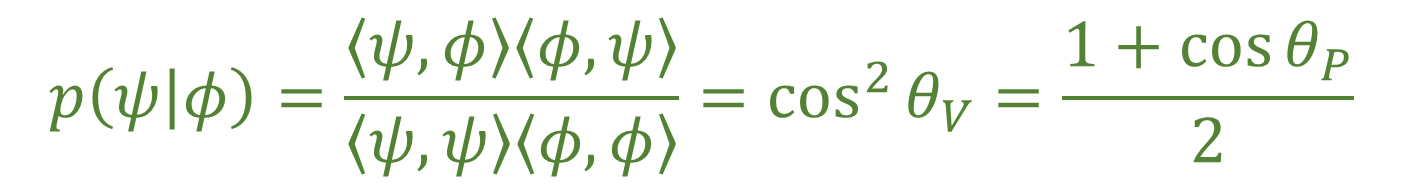 p(ψ|ϕ) = ⟨ψ, ϕ⟩⟨ϕ, ψ⟩ / ⟨ψ, ψ⟩⟨ϕ, ϕ⟩ = cos² θ_V = (1 + cos θ_P) / 2